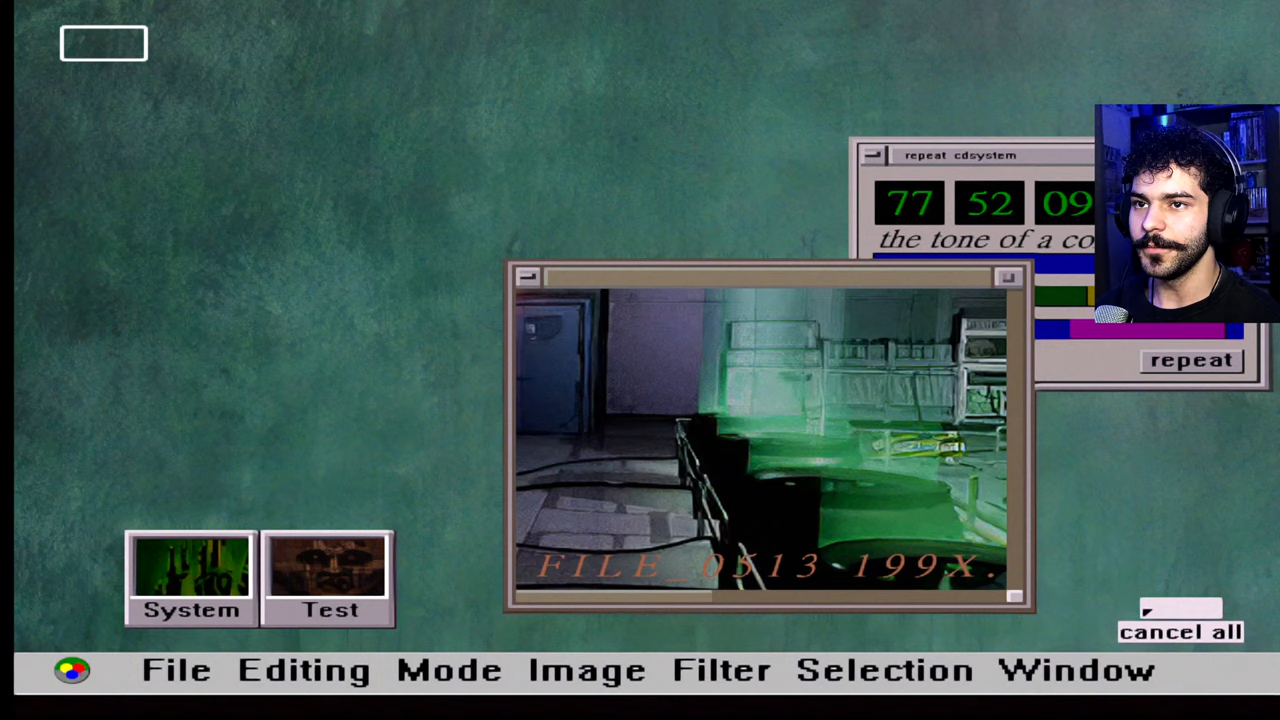 repeat cdsystem
77 52 09
the tone of a co
repeat
FILE_0513 199X.
System
Test
cancel all
File Editing Mode Image Filter Selection Window